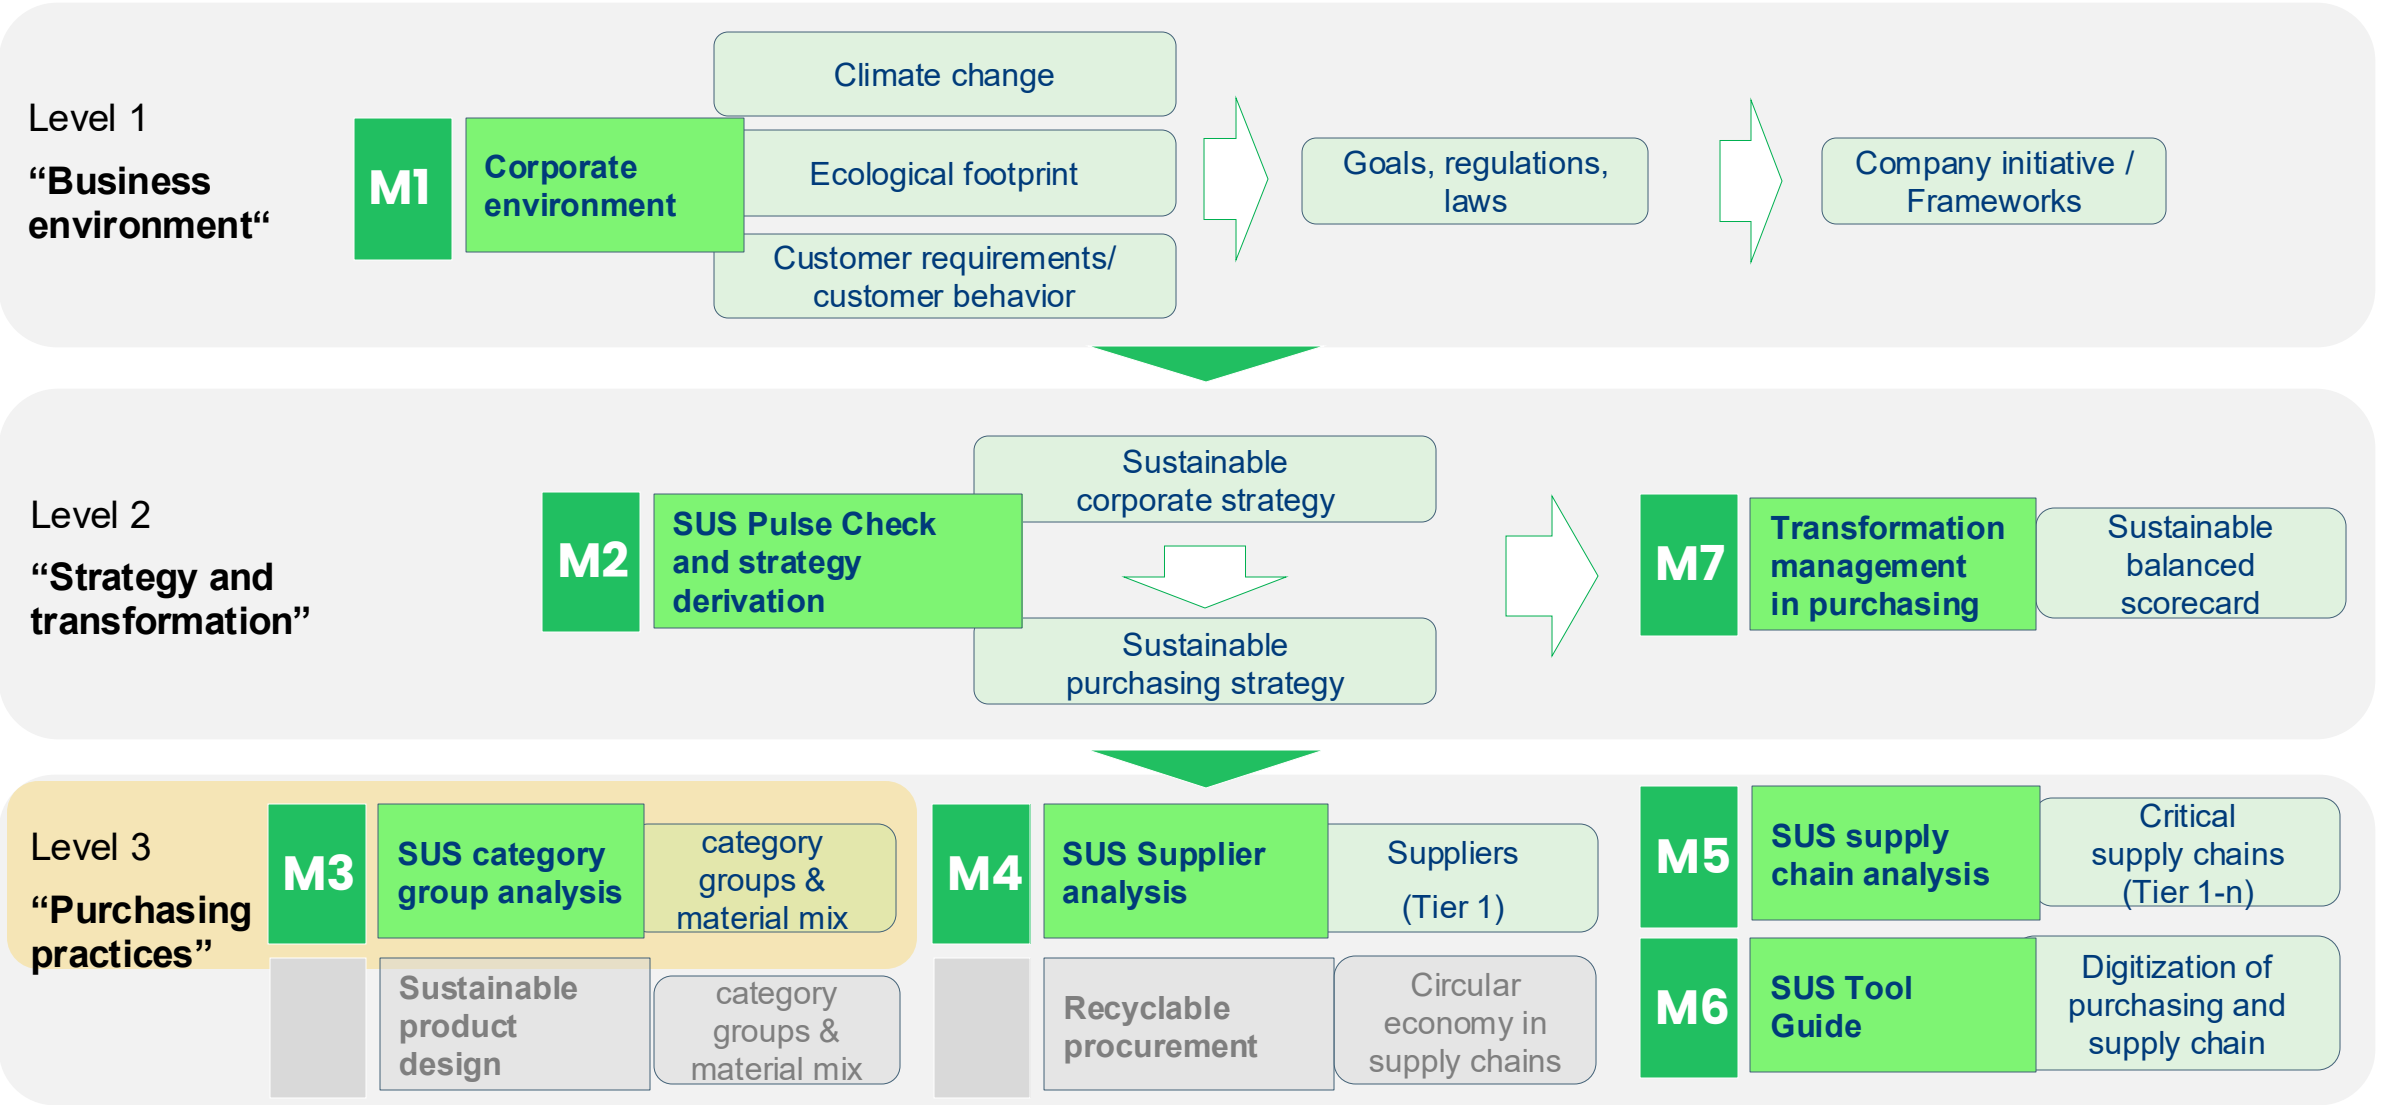 Level 1
“Business
environment“
M1
Corporate
environment
Climate change
Ecological footprint
Customer requirements/
customer behavior
Goals, regulations,
laws
Company initiative /
Frameworks
Level 2
“Strategy and
transformation”
M2
SUS Pulse Check
and strategy
derivation
Sustainable
corporate strategy
Sustainable
purchasing strategy
M7
Transformation
management
in purchasing
Sustainable
balanced
scorecard
Level 3
“Purchasing
practices”
M3
SUS category
group analysis
category
groups &
material mix
M4
SUS Supplier
analysis
Suppliers
(Tier 1)
M5
SUS supply
chain analysis
Critical
supply chains
(Tier 1-n)
Sustainable
product
design
category
groups &
material mix
Recyclable
procurement
Circular
economy in
supply chains
M6
SUS Tool
Guide
Digitization of
purchasing and
supply chain